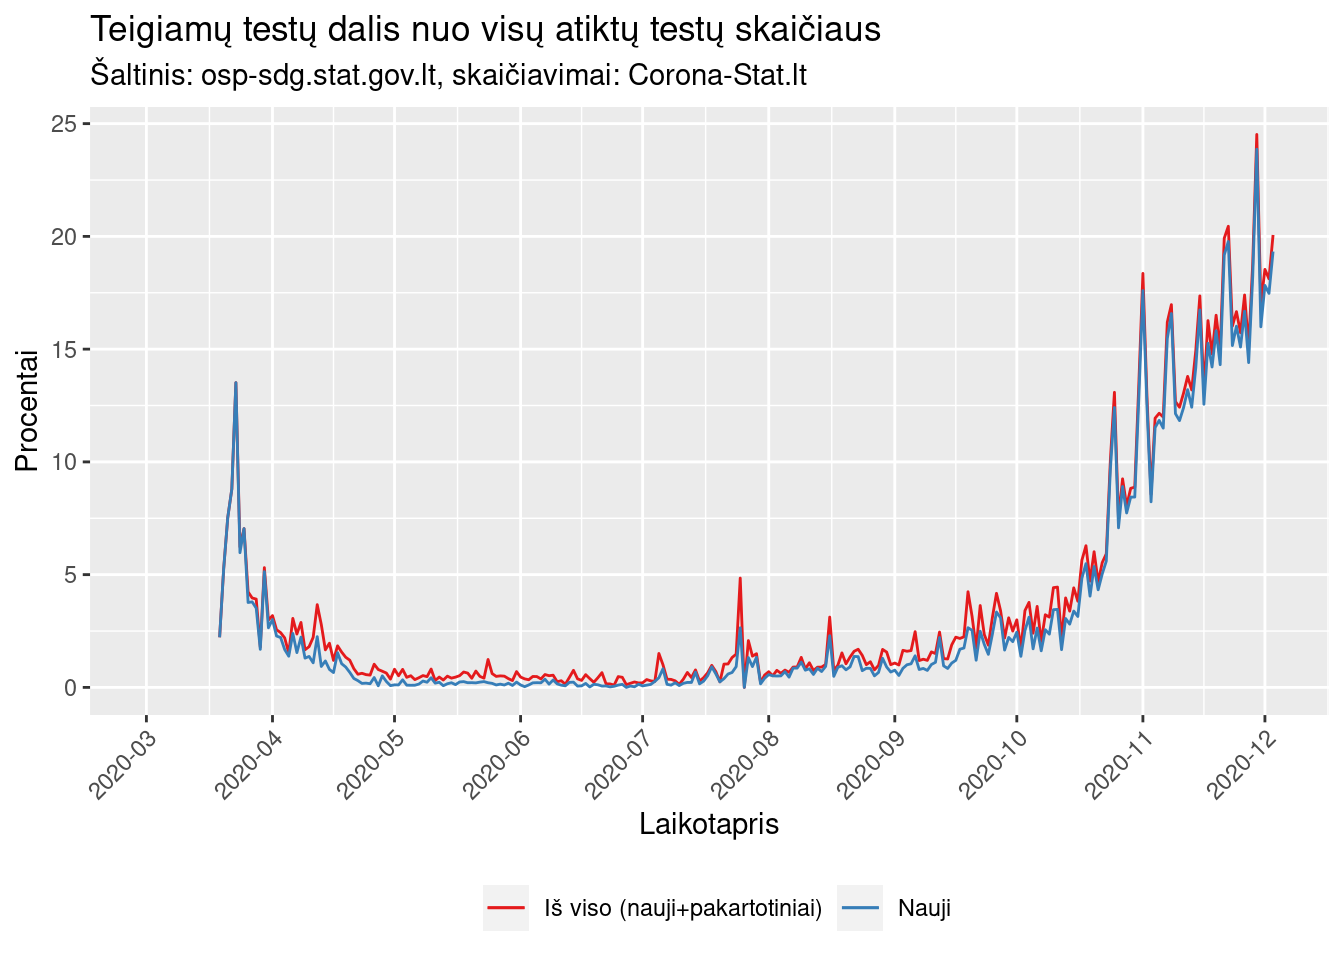 Teigiamų testų dalis nuo visų atiktų testų skaičiaus
Šaltinis: osp-sdg.stat.gov.lt, skaičiavimai: Corona-Stat.lt
Procentai
25
20
15
10
5
0
2020-03
2020-04
2020-05
2020-06
2020-07
2020-08
2020-09
2020-10
2020-11
2020-12
Laikotapris
Iš viso (nauji+pakartotiniai)
Nauji